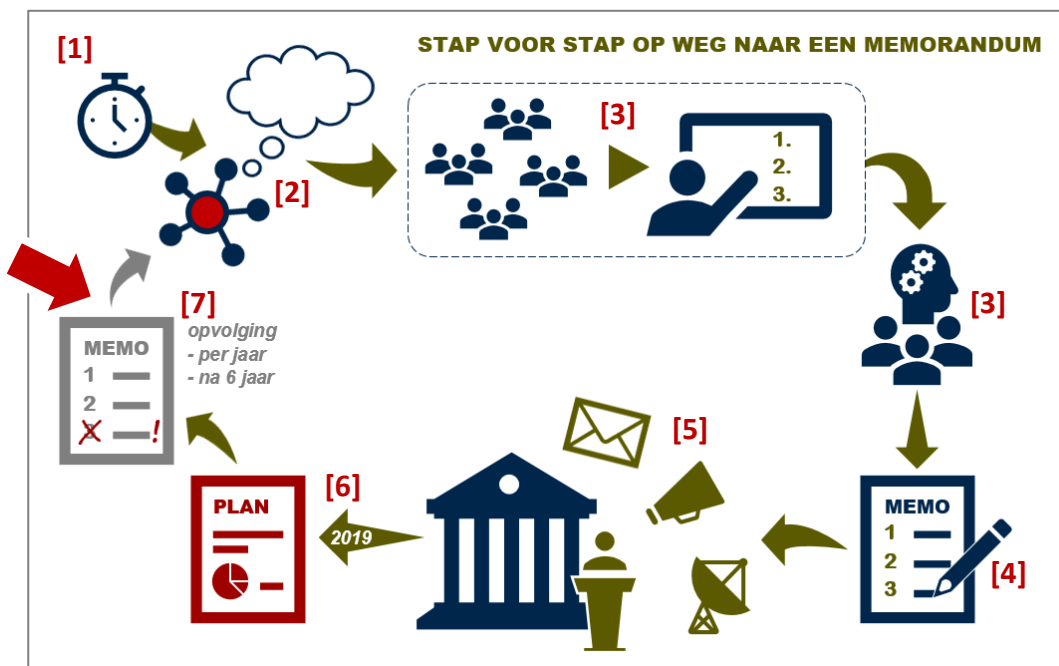 [1]
STAP VOOR STAP OP WEG NAAR EEN MEMORANDUM
[2]
[3]
1.
2.
3.
[3]
MEMO
1
2
3
[4]
[5]
2019
[6]
PLAN
[7]
opvolging
- per jaar
- na 6 jaar
MEMO
1
2
3 !